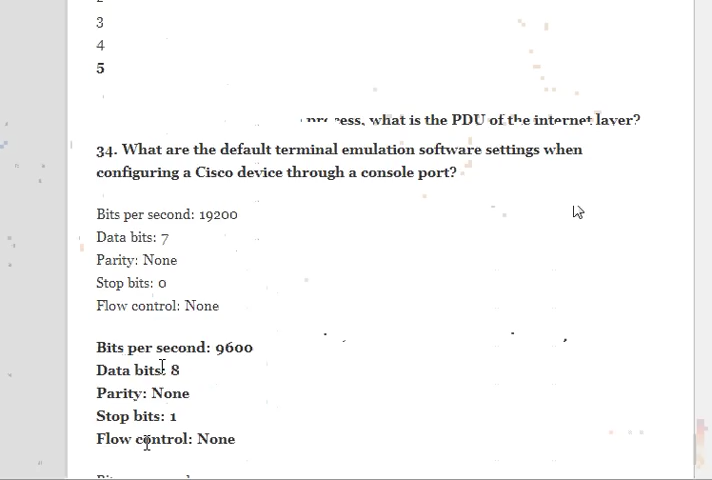 3
4
5
what is the PDU of the internet layer?
34. What are the default terminal emulation software settings when
configuring a Cisco device through a console port?
Bits per second: 19200
Data bits: 7
Parity: None
Stop bits: 0
Flow control: None
Bits per second: 9600
Data bits: 8
Parity: None
Stop bits: 1
Flow control: None